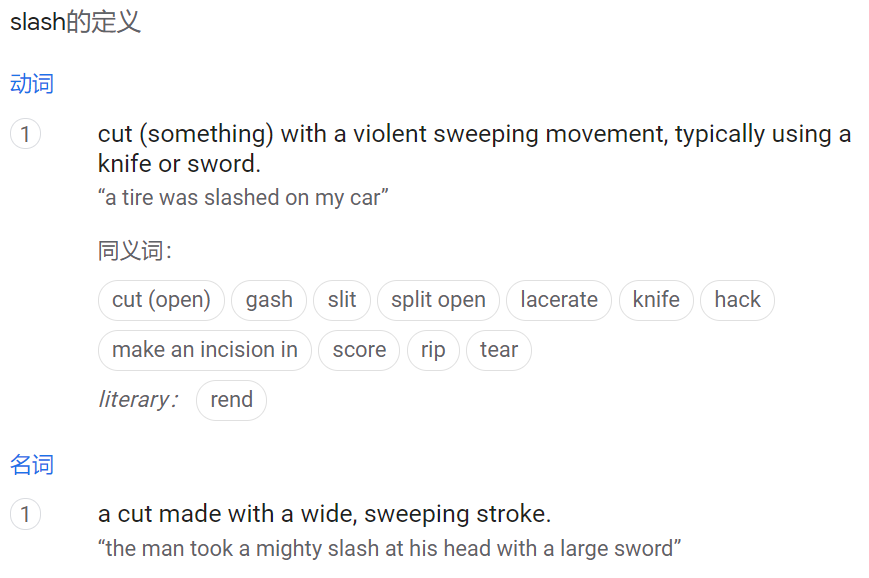 slash的定义
动词
1 cut (something) with a violent sweeping movement, typically using a
knife or sword.
“a tire was slashed on my car”
同义词：
cut (open) gash slit split open lacerate knife hack
make an incision in score rip tear
literary： rend
名词
1 a cut made with a wide, sweeping stroke.
“the man took a mighty slash at his head with a large sword”